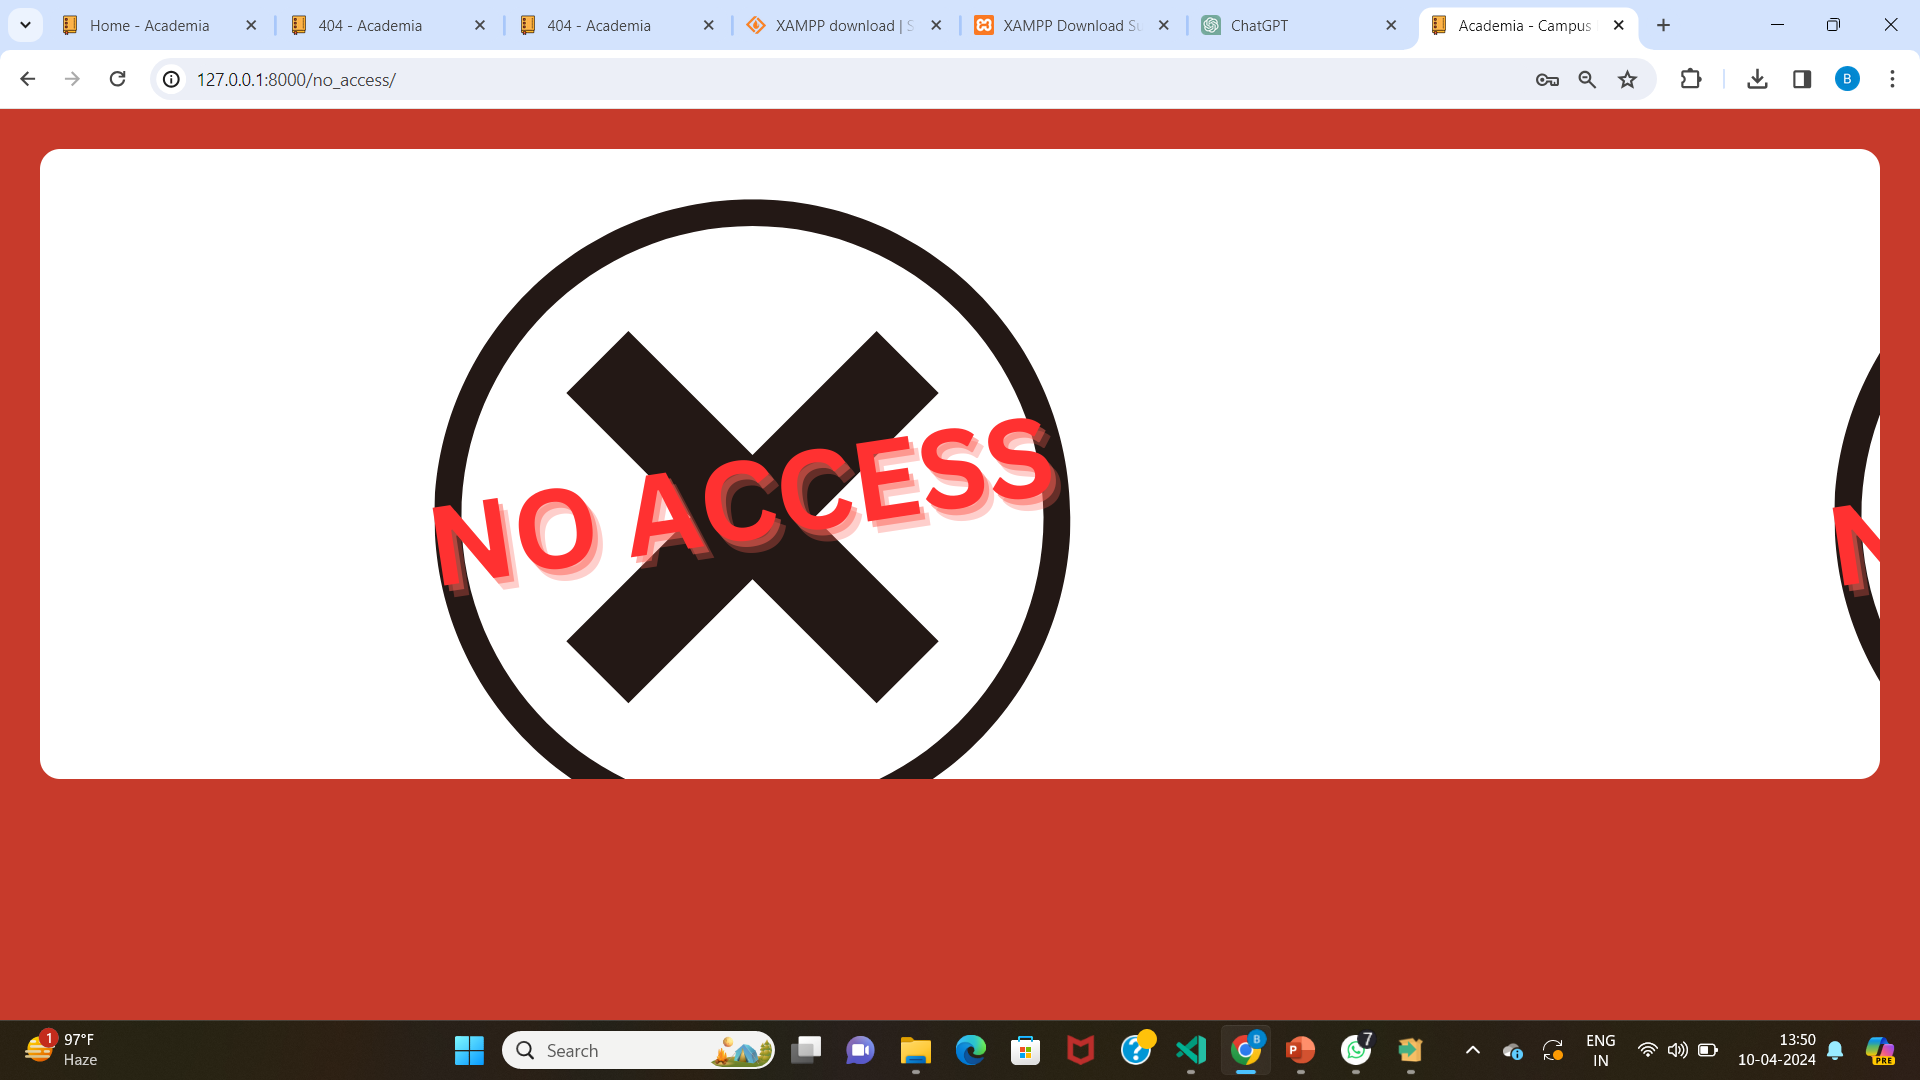 Home - Academia
404 - Academia
404 - Academia
XAMPP download | S
XAMPP Download Su
ChatGPT
Academia - Campus
127.0.0.1:8000/no_access/
B
NO ACCESS
N
1
97°F
Haze
Search
B
P
7
ENG
IN
13:50
10-04-2024
PRE